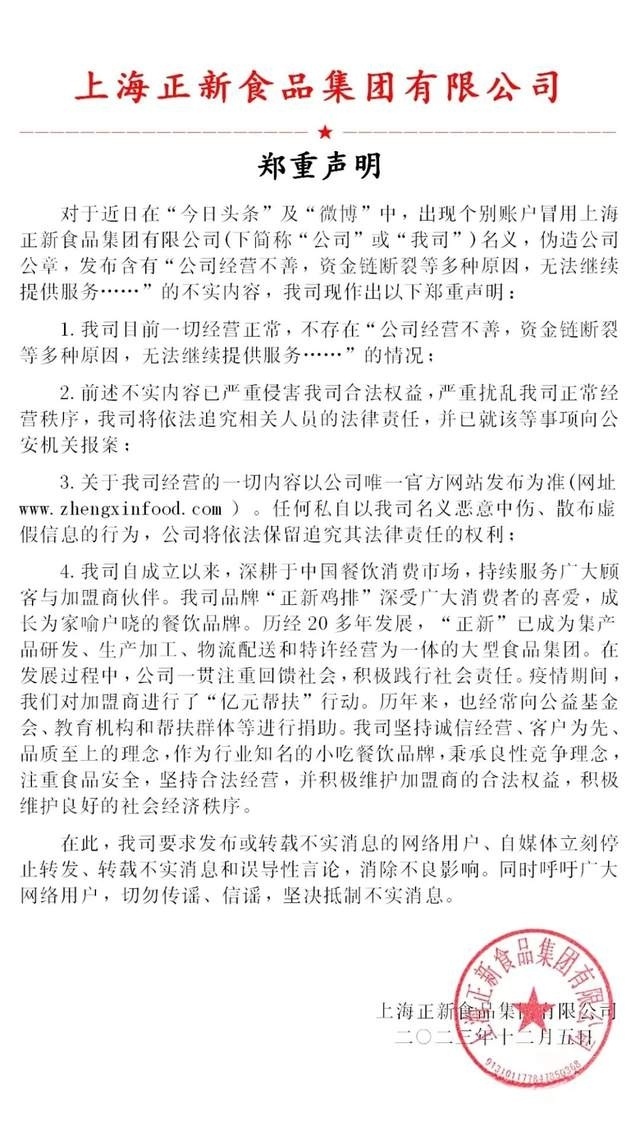 上海正新食品集团有限公司
郑重声明
对于近日在“今日头条”及“微博”中，出现个别账户冒用上海
正新食品集团有限公司(下简称“公司”或“我司”)名义，伪造公司
公章，发布含有“公司经营不善，资金链断裂等多种原因，无法继续
提供服务……”的不实内容，我司现作出以下郑重声明：
1. 我司目前一切经营正常，不存在“公司经营不善，资金链断裂
等多种原因，无法继续提供服务……”的情况；
2. 前述不实内容已严重侵害我司合法权益，严重扰乱我司正常经
营秩序，我司将依法追究相关人员的法律责任，并已就该等事项向公
安机关报案；
3. 关于我司经营的一切内容以公司唯一官方网站发布为准(网址
www.zhengxinfood.com ）。任何私自以我司名义恶意中伤、散布虚
假信息的行为，公司将依法保留追究其法律责任的权利；
4. 我司自成立以来，深耕于中国餐饮消费市场，持续服务广大顾
客与加盟商伙伴。我司品牌“正新鸡排”深受广大消费者的喜爱，成
长为家喻户晓的餐饮品牌。历经 20 多年发展，“正新”已成为集产
品研发、生产加工、物流配送和特许经营为一体的大型食品集团。在
发展过程中，公司一贯注重回馈社会，积极践行社会责任。疫情期间，
我们对加盟商进行了“亿元帮扶”行动。历年来，也经常向公益基金
会、教育机构和帮扶群体等进行捐助。我司坚持诚信经营、客户为先、
品质至上的理念，作为行业知名的小吃餐饮品牌，秉承良性竞争理念，
注重食品安全，坚持合法经营，并积极维护加盟商的合法权益，积极
维护良好的社会经济秩序。
在此，我司要求发布或转载不实消息的网络用户、自媒体立刻停
止转发、转载不实消息和误导性言论，消除不良影响。同时呼吁广大
网络用户，切勿传谣、信谣，坚决抵制不实消息。
上海正新食品集团有限公司
上海正新食品集团有限公司
二〇二三年十二月五日